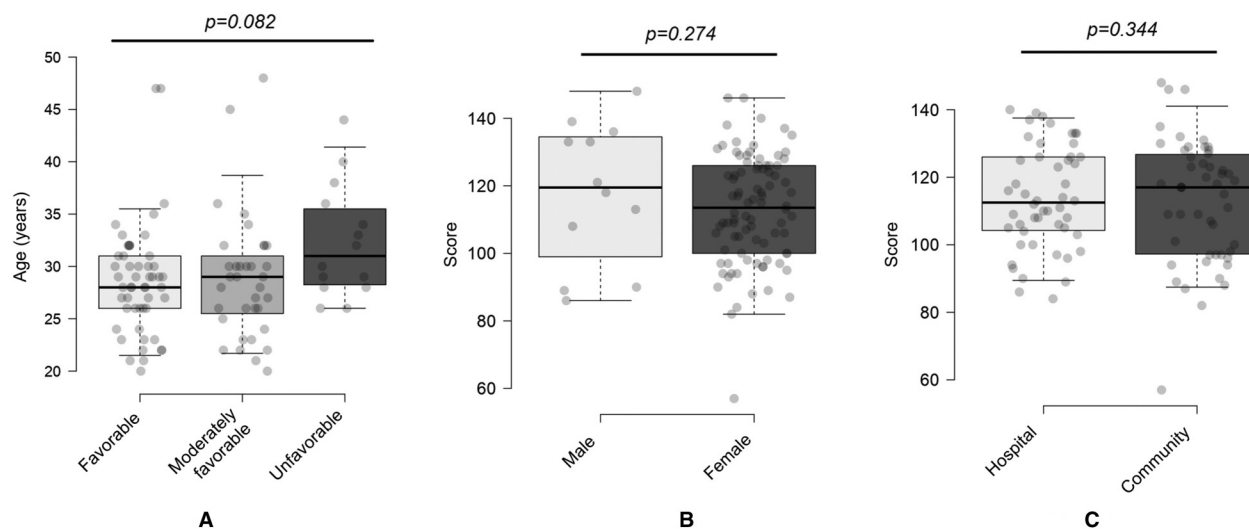 p=0.082
50
45
40
35
30
25
20
Age (years)
Favorable
Moderately
favorable
Unfavorable
A
p=0.274
140
120
100
80
60
Score
Male
Female
B
p=0.344
140
120
100
80
60
Score
Hospital
Community
C